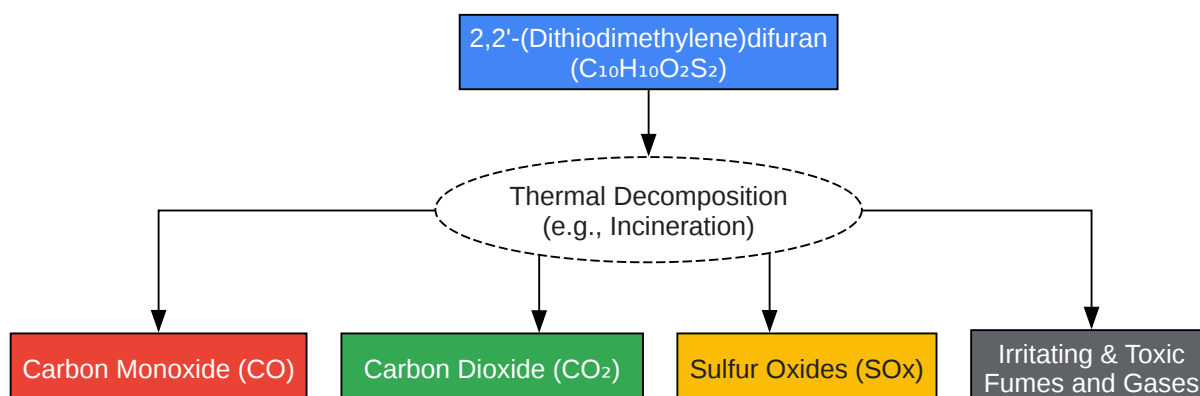 2,2'-(Dithiodimethylene)difuran
(C₁₀H₁₀O₂S₂)
Thermal Decomposition
(e.g., Incineration)
Carbon Monoxide (CO)
Carbon Dioxide (CO₂)
Sulfur Oxides (SOx)
Irritating & Toxic
Fumes and Gases